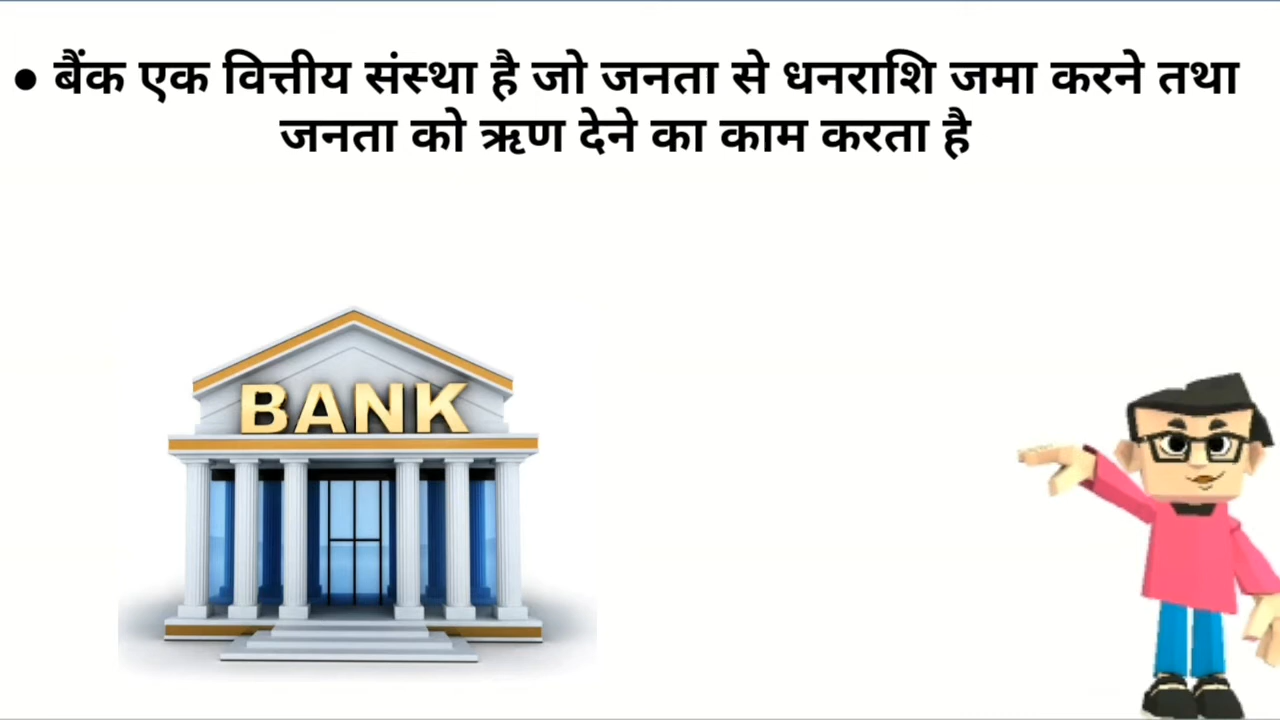 • बैंक एक वित्तीय संस्था है जो जनता से धनराशि जमा करने तथा
जनता को ऋण देने का काम करता है
BANK